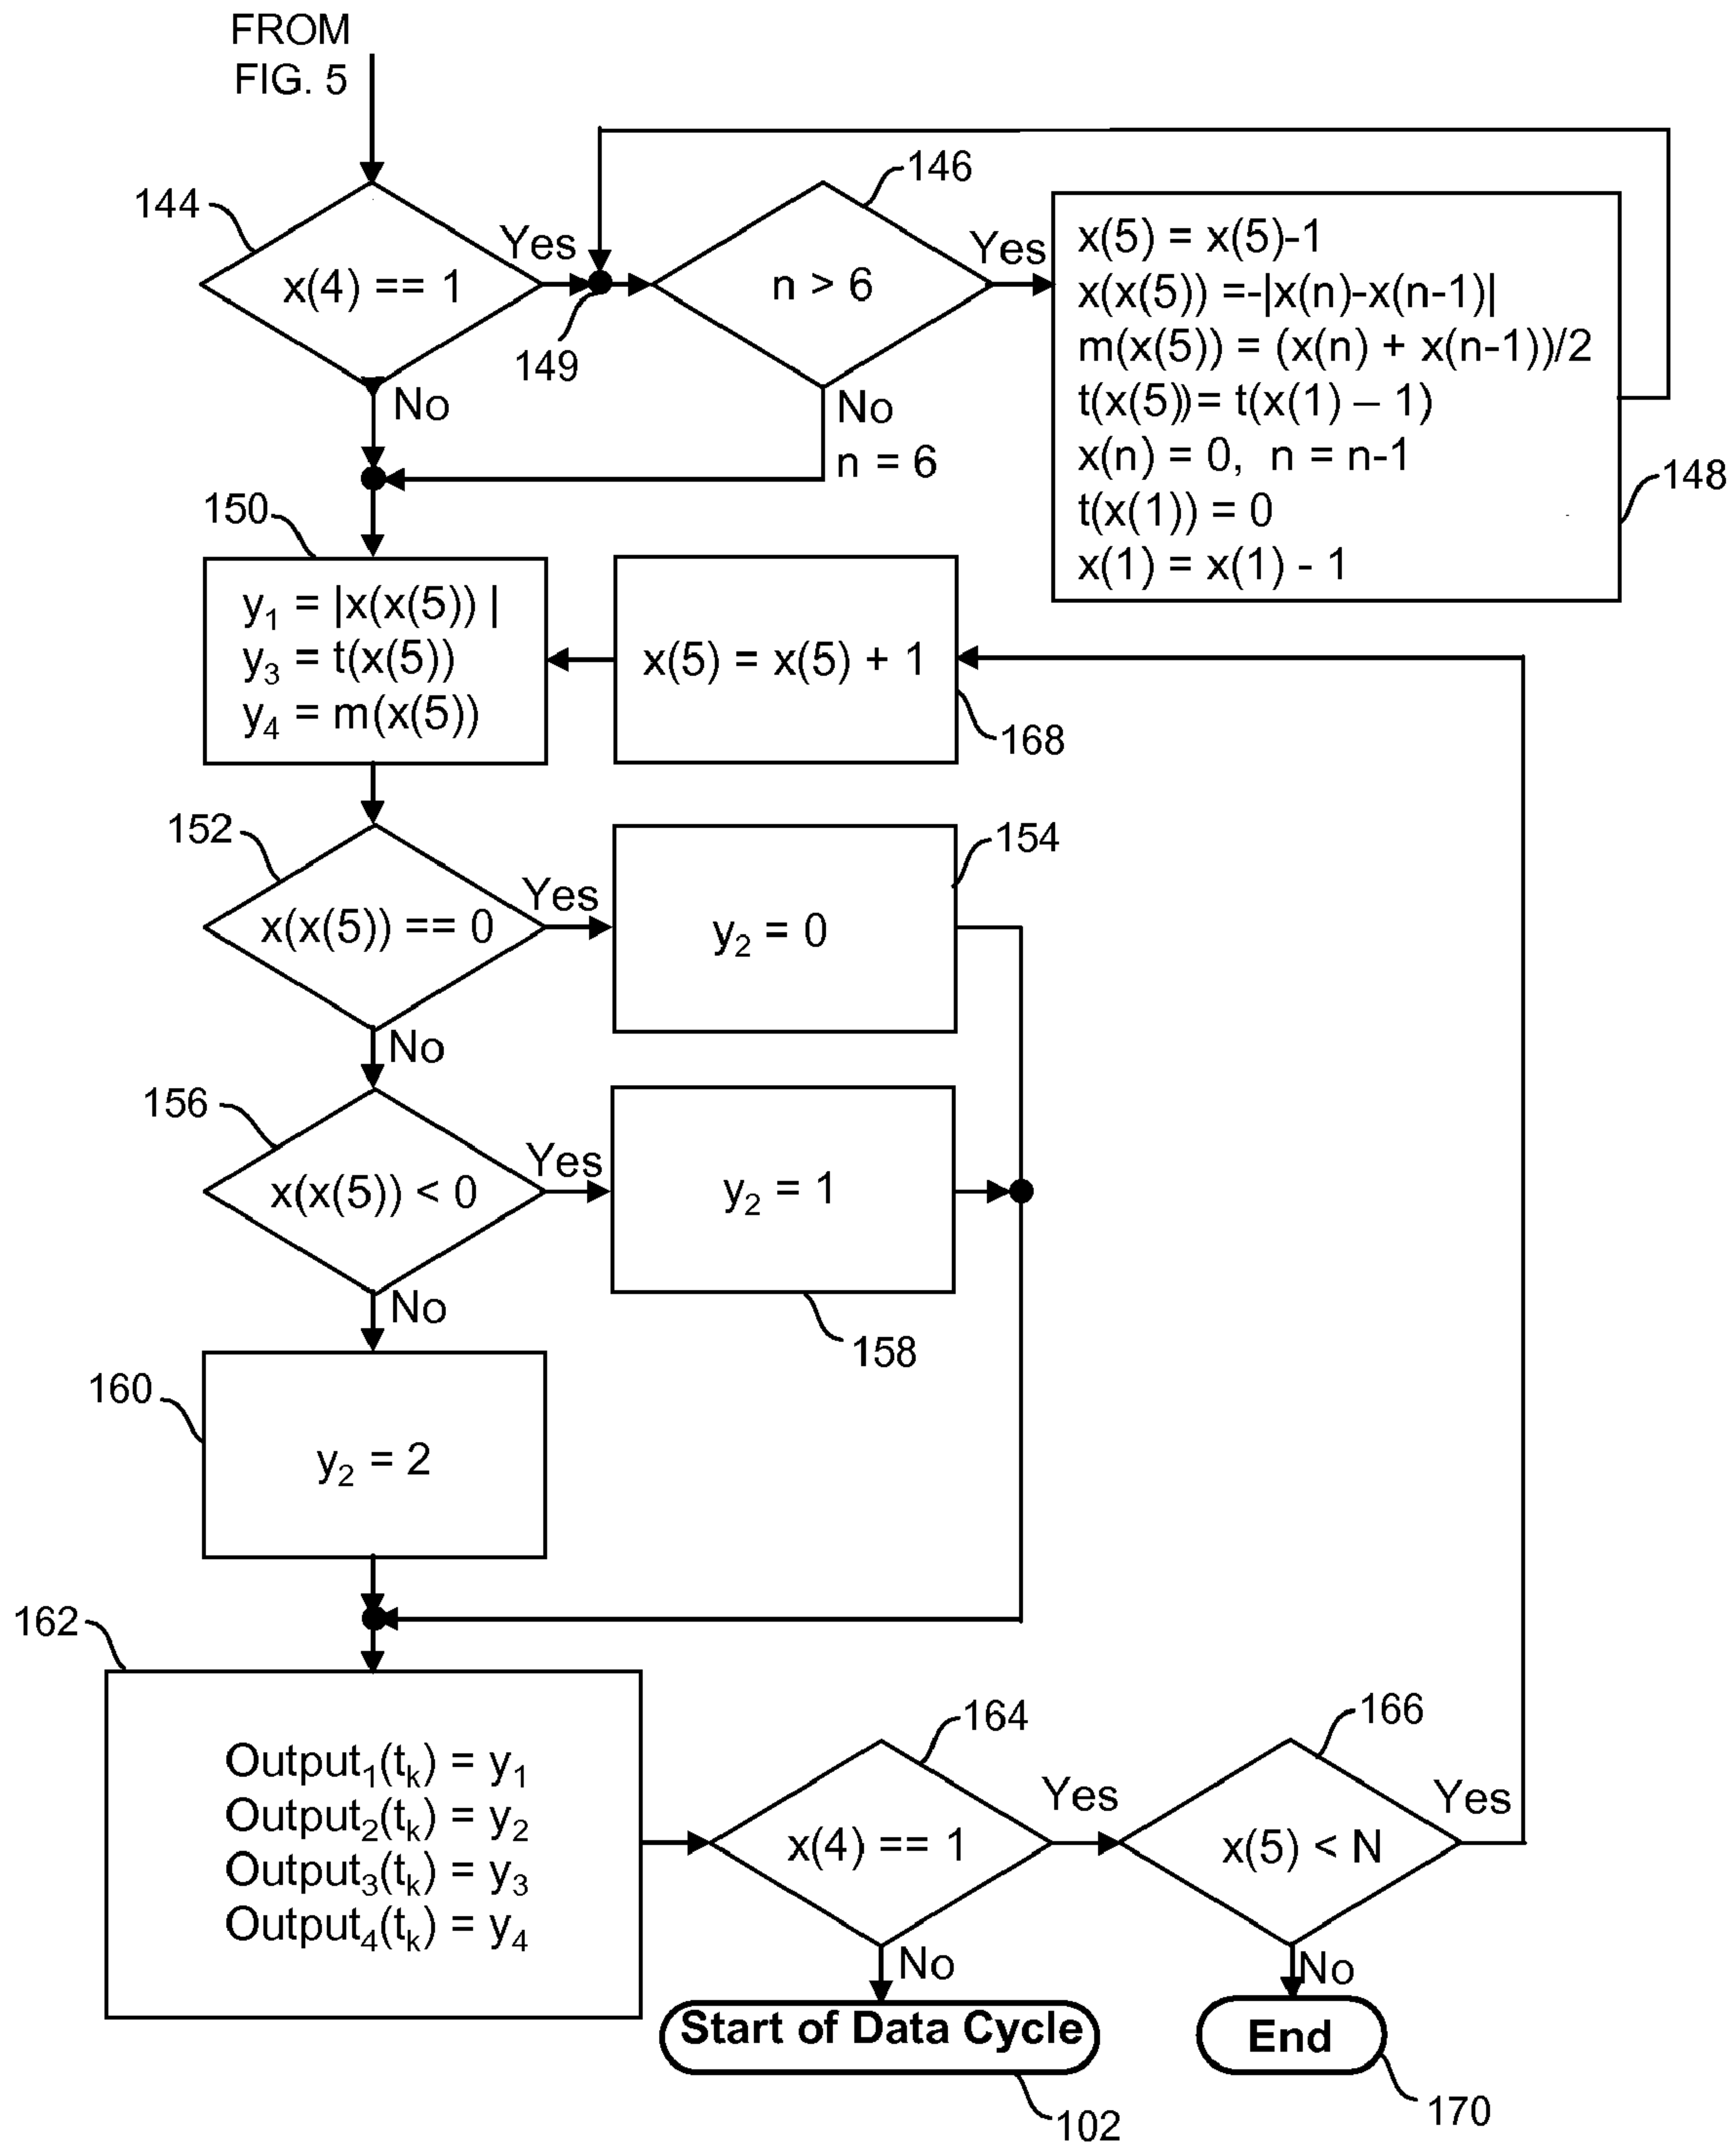 FROM
FIG. 5
144
x(4) == 1
Yes
No
149
146
n > 6
Yes
No
n = 6
x(5) = x(5)-1
x(x(5)) =-|x(n)-x(n-1)|
m(x(5)) = (x(n) + x(n-1))/2
t(x(5))= t(x(1) – 1)
x(n) = 0, n = n-1
t(x(1)) = 0
x(1) = x(1) - 1
148
150
y₁ = |x(x(5)) |
y₃ = t(x(5))
y₄ = m(x(5))
x(5) = x(5) + 1
168
152
x(x(5)) == 0
Yes
No
y₂ = 0
154
156
x(x(5)) < 0
Yes
No
y₂ = 1
158
160
y₂ = 2
162
Output₁(tₖ) = y₁
Output₂(tₖ) = y₂
Output₃(tₖ) = y₃
Output₄(tₖ) = y₄
164
x(4) == 1
Yes
No
166
x(5) < N
Yes
No
Start of Data Cycle
102
End
170